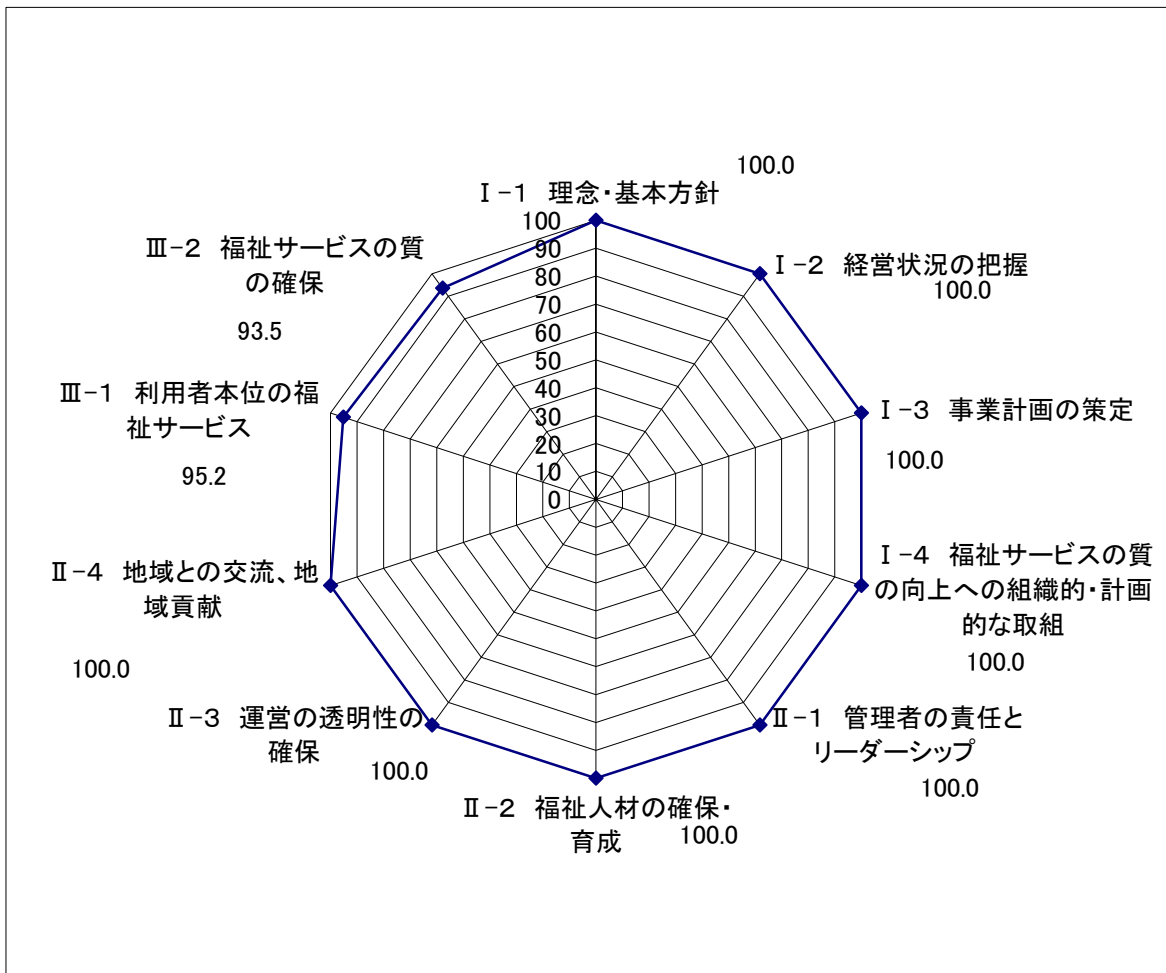 100.0
Ⅰ-1 理念・基本方針
100
90
80
70
60
50
40
30
20
10
0
Ⅰ-2 経営状況の把握
100.0
Ⅰ-3 事業計画の策定
100.0
Ⅰ-4 福祉サービスの質
の向上への組織的・計画
的な取組
100.0
Ⅱ-1 管理者の責任と
リーダーシップ
100.0
Ⅱ-2 福祉人材の確保・
育成
100.0
Ⅱ-3 運営の透明性の
確保
100.0
Ⅱ-4 地域との交流、地
域貢献
100.0
Ⅲ-1 利用者本位の福
祉サービス
95.2
Ⅲ-2 福祉サービスの質
の確保
93.5